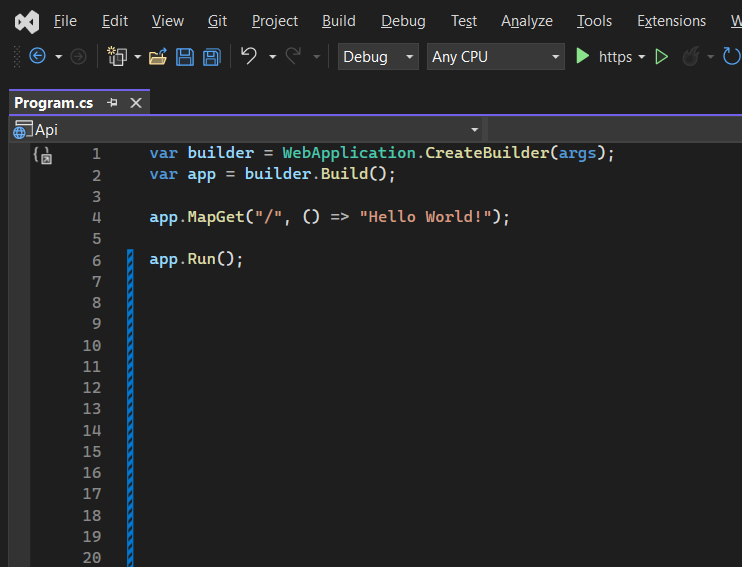 File Edit View Git Project Build Debug Test Analyze Tools Extensions W
Debug Any CPU https
Program.cs
Api
1 var builder = WebApplication.CreateBuilder(args);
2 var app = builder.Build();
3
4 app.MapGet("/", () => "Hello World!");
5
6 app.Run();
7
8
9
10
11
12
13
14
15
16
17
18
19
20